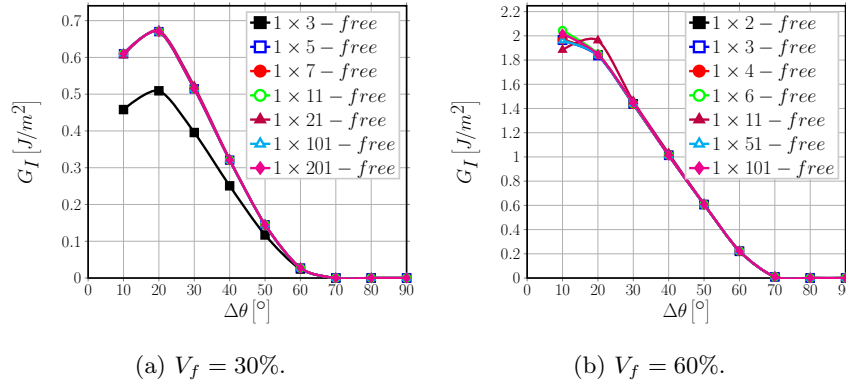 0.7
0.6
0.5
0.4
0.3
0.2
0.1
0
G_I [J/m^2]
0 10 20 30 40 50 60 70 80 90
Δθ [°]
1 × 3 − free
1 × 5 − free
1 × 7 − free
1 × 11 − free
1 × 21 − free
1 × 101 − free
1 × 201 − free
(a) V_f = 30%.
2.2
2
1.8
1.6
1.4
1.2
1
0.8
0.6
0.4
0.2
0
G_I [J/m^2]
0 10 20 30 40 50 60 70 80 90
Δθ [°]
1 × 2 − free
1 × 3 − free
1 × 4 − free
1 × 6 − free
1 × 11 − free
1 × 51 − free
1 × 101 − free
(b) V_f = 60%.